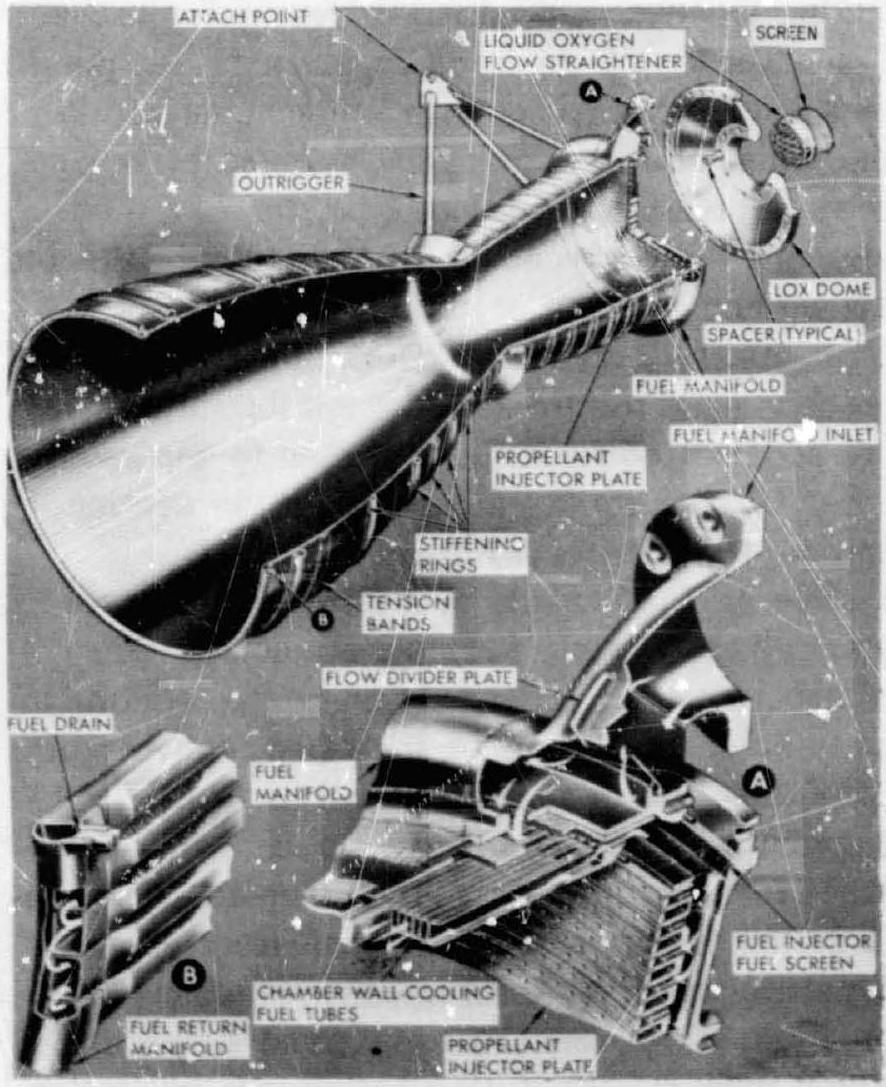 ATTACH POINT
LIQUID OXYGEN
FLOW STRAIGHTENER
SCREEN
A
OUTRIGGER
LOX DOME
SPACER (TYPICAL)
FUEL MANIFOLD
FUEL MANIFOLD INLET
PROPELLANT
INJECTOR PLATE
STIFFENING
RINGS
B
TENSION
BANDS
FLOW DIVIDER PLATE
FUEL DRAIN
FUEL
MANIFOLD
A
B
FUEL INJECTOR
FUEL SCREEN
CHAMBER WALL COOLING
FUEL TUBES
FUEL RETURN
MANIFOLD
PROPELLANT
INJECTOR PLATE